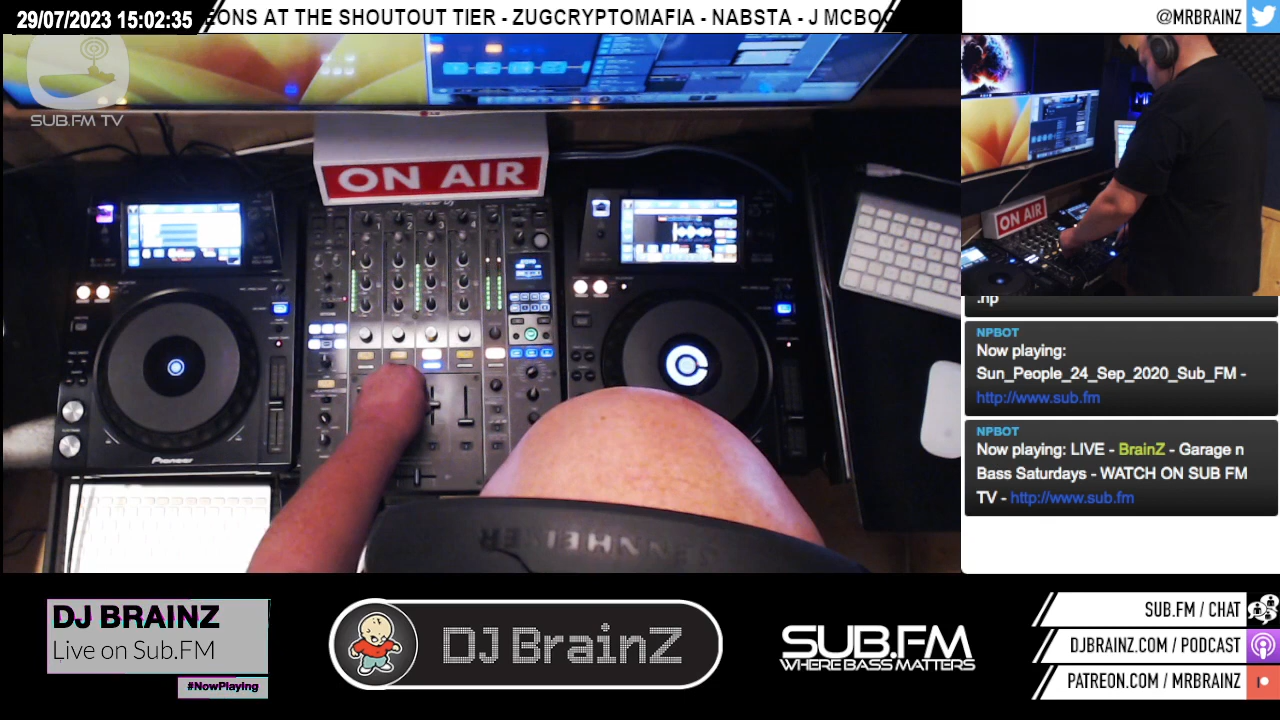 29/07/2023 15:02:35
EONS AT THE SHOUTOUT TIER - ZUGCRYPTOMAFIA - NABSTA - J MCBOO
@MRBRAINZ
SUB.FM TV
ON AIR
ON AIR
.np
NPBOT
Now playing:
Sun_People_24_Sep_2020_Sub_FM -
http://www.sub.fm
NPBOT
Now playing: LIVE - BrainZ - Garage n
Bass Saturdays - WATCH ON SUB FM
TV - http://www.sub.fm
Pioneer
SENNHEISER
DJ BRAINZ
Live on Sub.FM
#NowPlaying
DJ BrainZ
SUB.FM
WHERE BASS MATTERS
SUB.FM / CHAT
DJBRAINZ.COM / PODCAST
PATREON.COM / MRBRAINZ